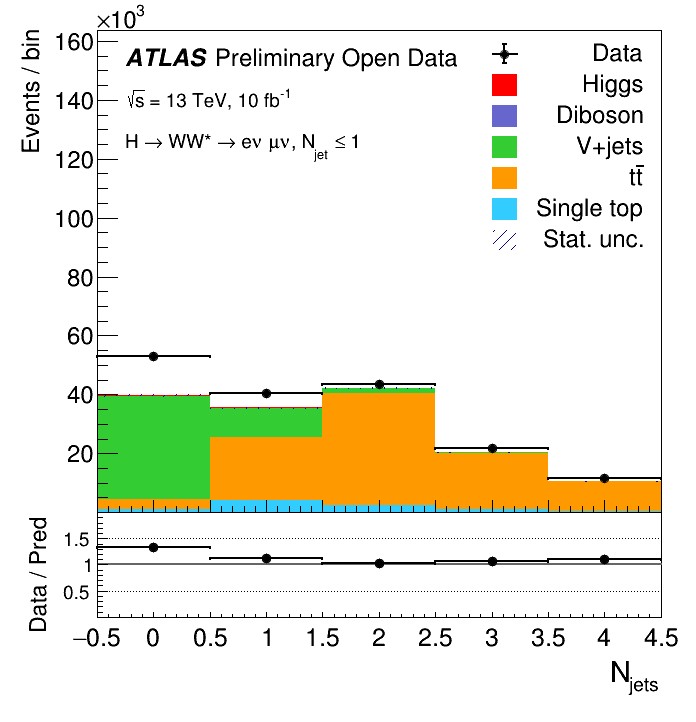 ×10³
Events / bin
160
140
120
100
80
60
40
20
ATLAS Preliminary Open Data
√s = 13 TeV, 10 fb⁻¹
H → WW* → eν μν, N_jet ≤ 1
Data
Higgs
Diboson
V+jets
tt̅
Single top
Stat. unc.
Data / Pred
1.5
1
0.5
−0.5 0 0.5 1 1.5 2 2.5 3 3.5 4 4.5
N_jets